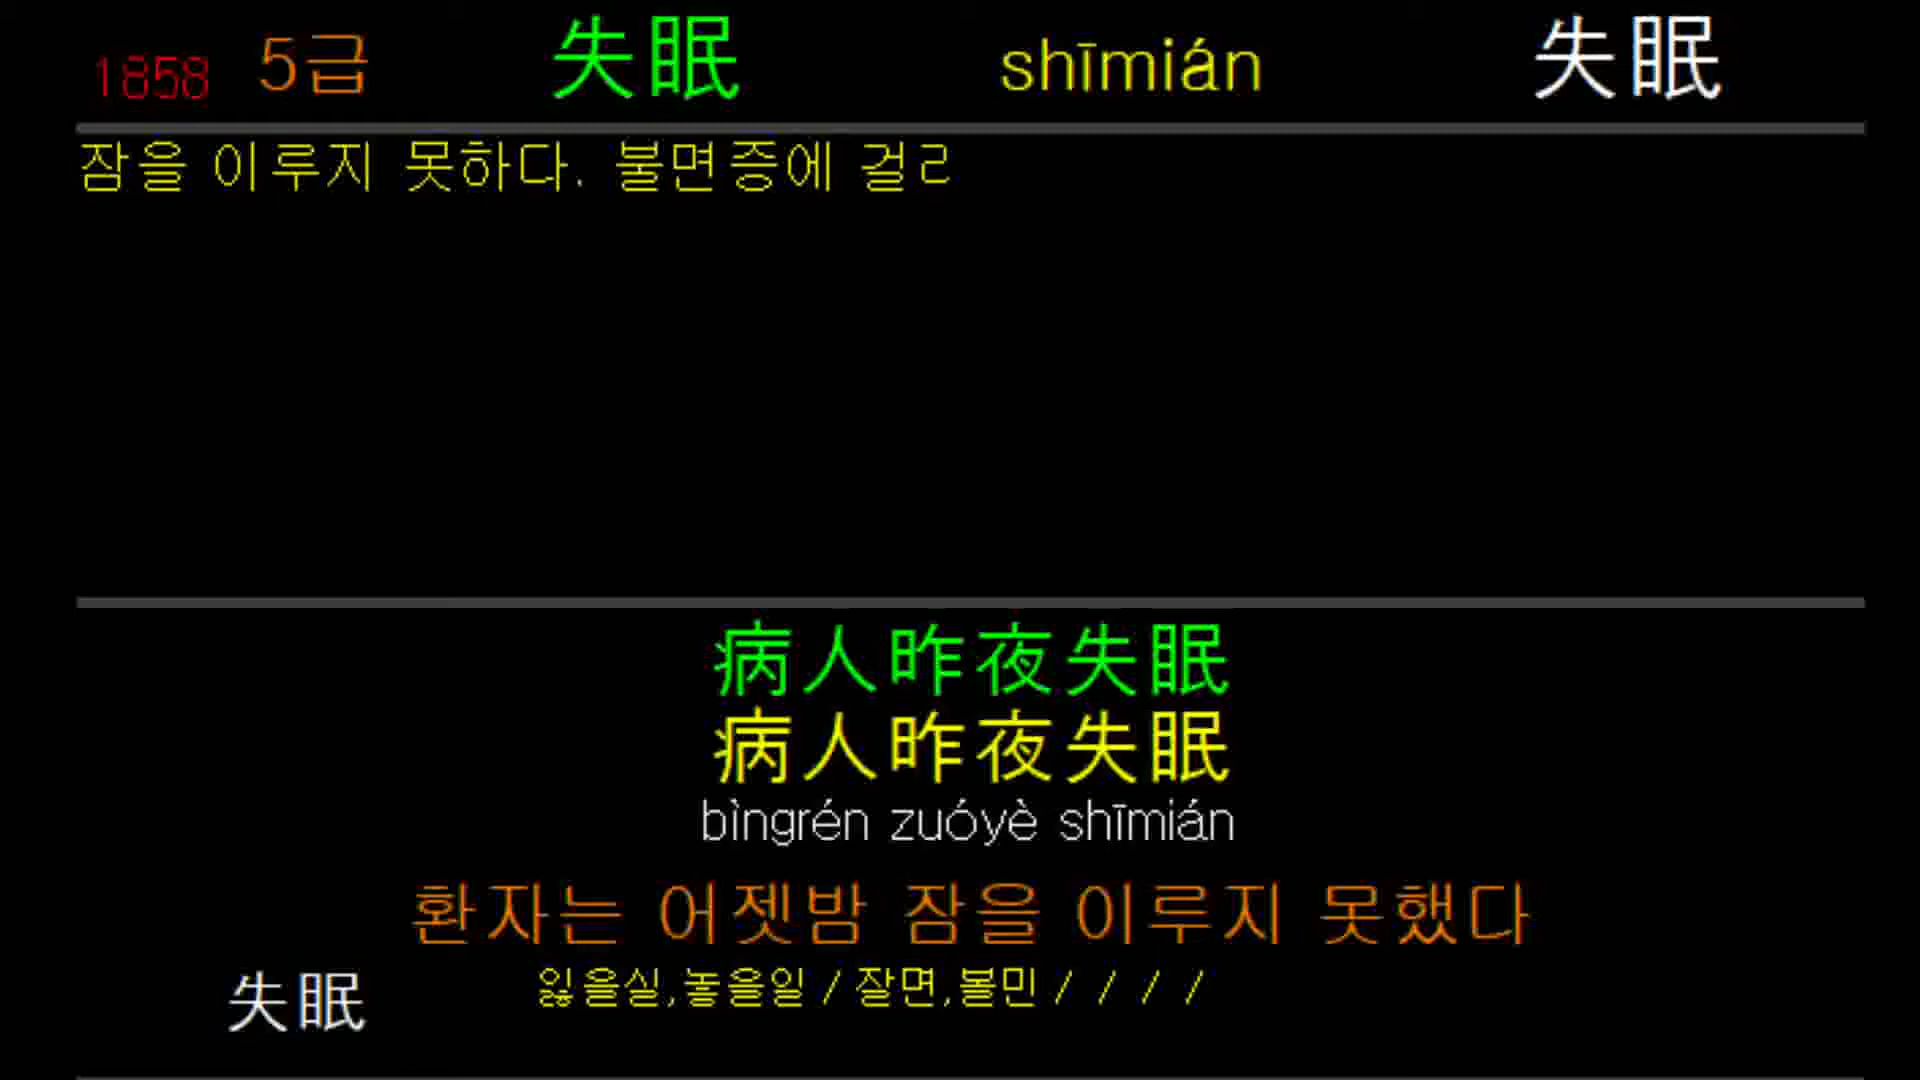 1858 5급 失眠 shīmián 失眠
잠을 이루지 못하다. 불면증에 걸ㄹ
病人昨夜失眠
病人昨夜失眠
bìngrén zuóyè shīmián
환자는 어젯밤 잠을 이루지 못했다
失眠 잃을실,놓을일 / 잘면,볼민 / / / /